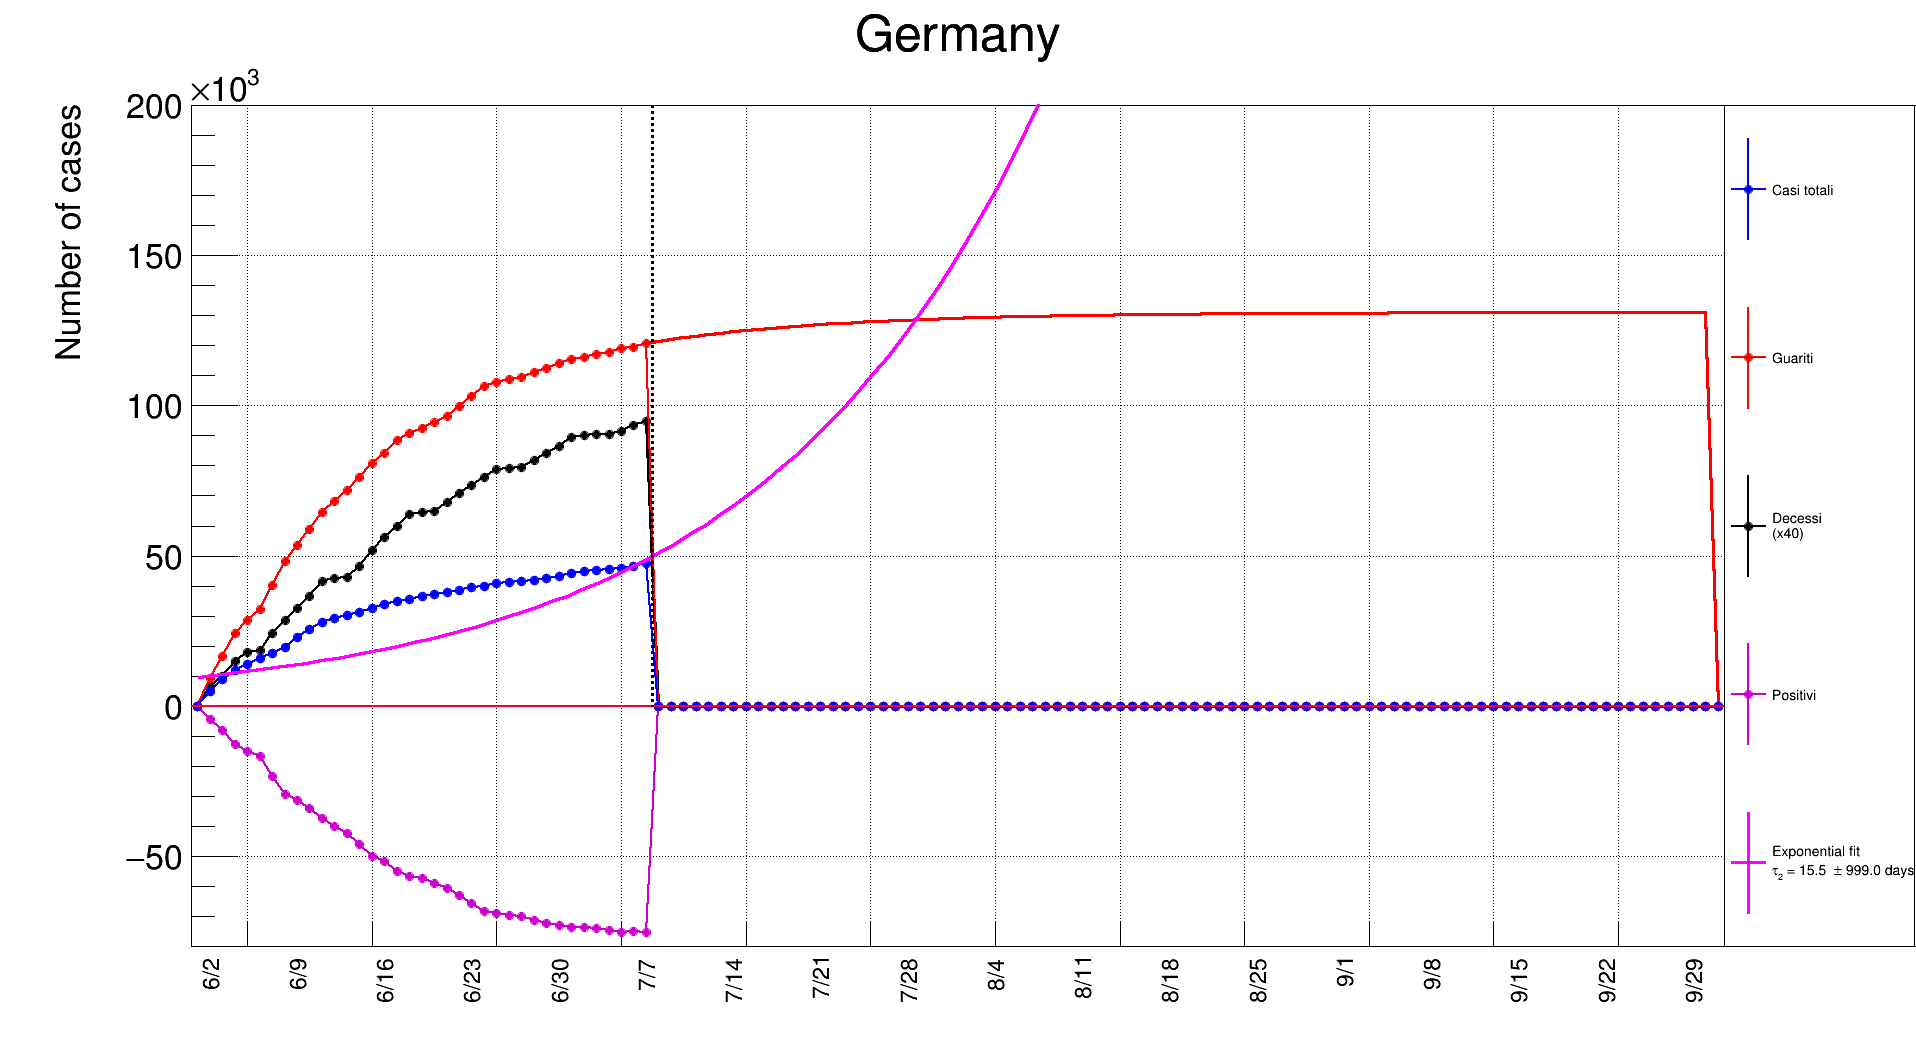 Germany
×10³
Number of cases
200
150
100
50
0
−50
6/2
6/9
6/16
6/23
6/30
7/7
7/14
7/21
7/28
8/4
8/11
8/18
8/25
9/1
9/8
9/15
9/22
9/29
Casi totali
Guariti
Decessi
(x40)
Positivi
Exponential fit
τ₂ = 15.5 ± 999.0 days